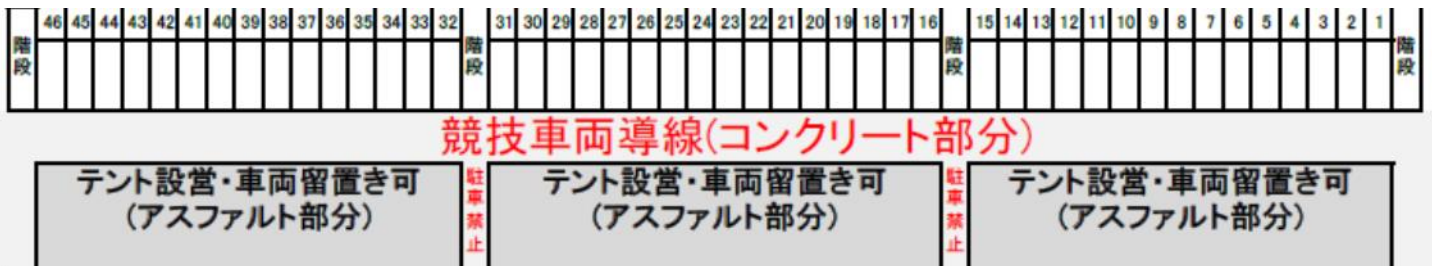 46 45 44 43 42 41 40 39 38 37 36 35 34 33 32 31 30 29 28 27 26 25 24 23 22 21 20 19 18 17 16 15 14 13 12 11 10 9 8 7 6 5 4 3 2 1
階段 階段 階段 階段
競技車両導線(コンクリート部分)
テント設営・車両留置き可
(アスファルト部分)
駐車禁止
テント設営・車両留置き可
(アスファルト部分)
駐車禁止
テント設営・車両留置き可
(アスファルト部分)